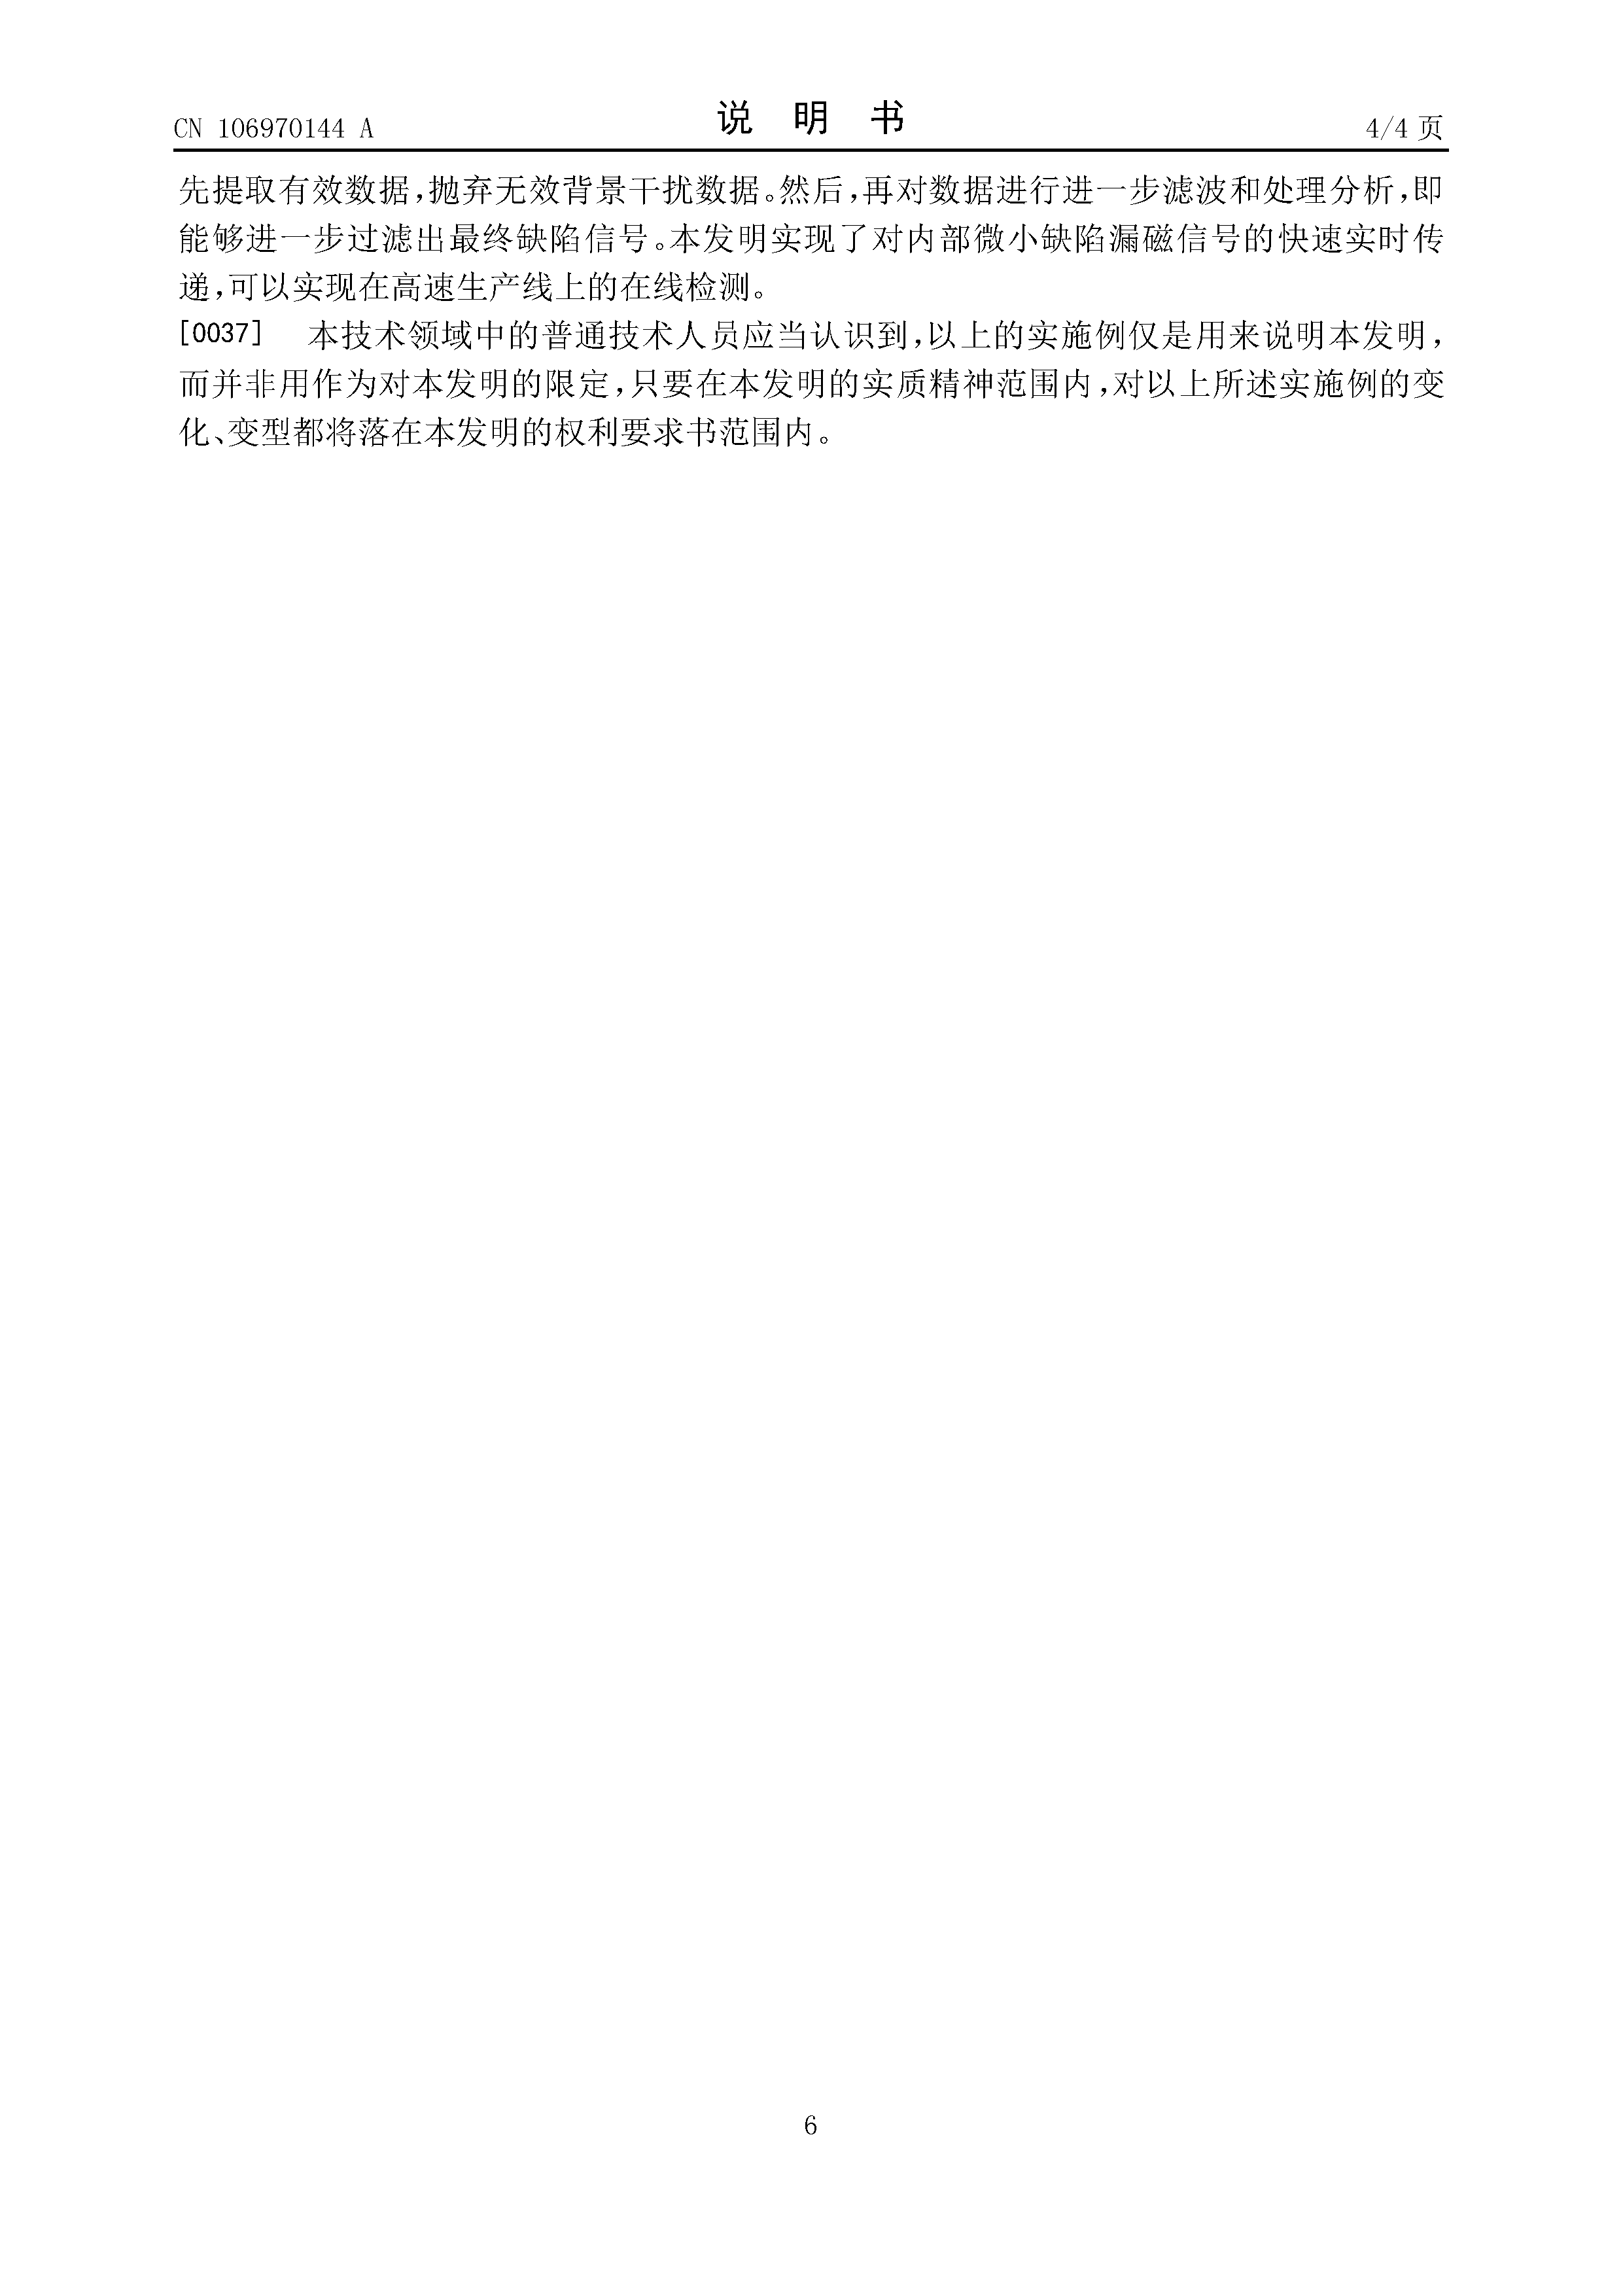 CN 106970144 A
说 明 书
4/4 页
先提取有效数据,抛弃无效背景干扰数据。然后,再对数据进行进一步滤波和处理分析,即
能够进一步过滤出最终缺陷信号。本发明实现了对内部微小缺陷漏磁信号的快速实时传
递,可以实现在高速生产线上的在线检测。
[0037] 本技术领域中的普通技术人员应当认识到,以上的实施例仅是用来说明本发明,
而并非用作为对本发明的限定,只要在本发明的实质精神范围内,对以上所述实施例的变
化、变型都将落在本发明的权利要求书范围内。
6